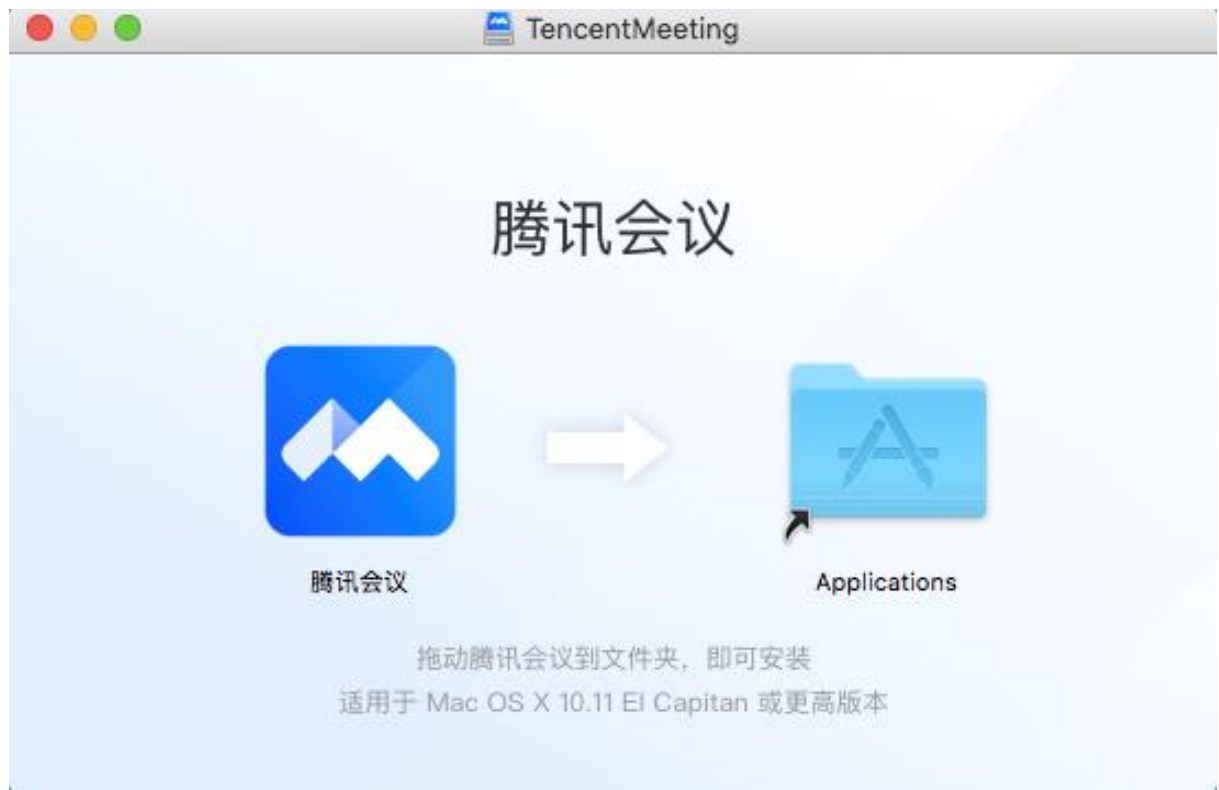 TencentMeeting
腾讯会议
腾讯会议
Applications
拖动腾讯会议到文件夹，即可安装
适用于 Mac OS X 10.11 EI Capitan 或更高版本